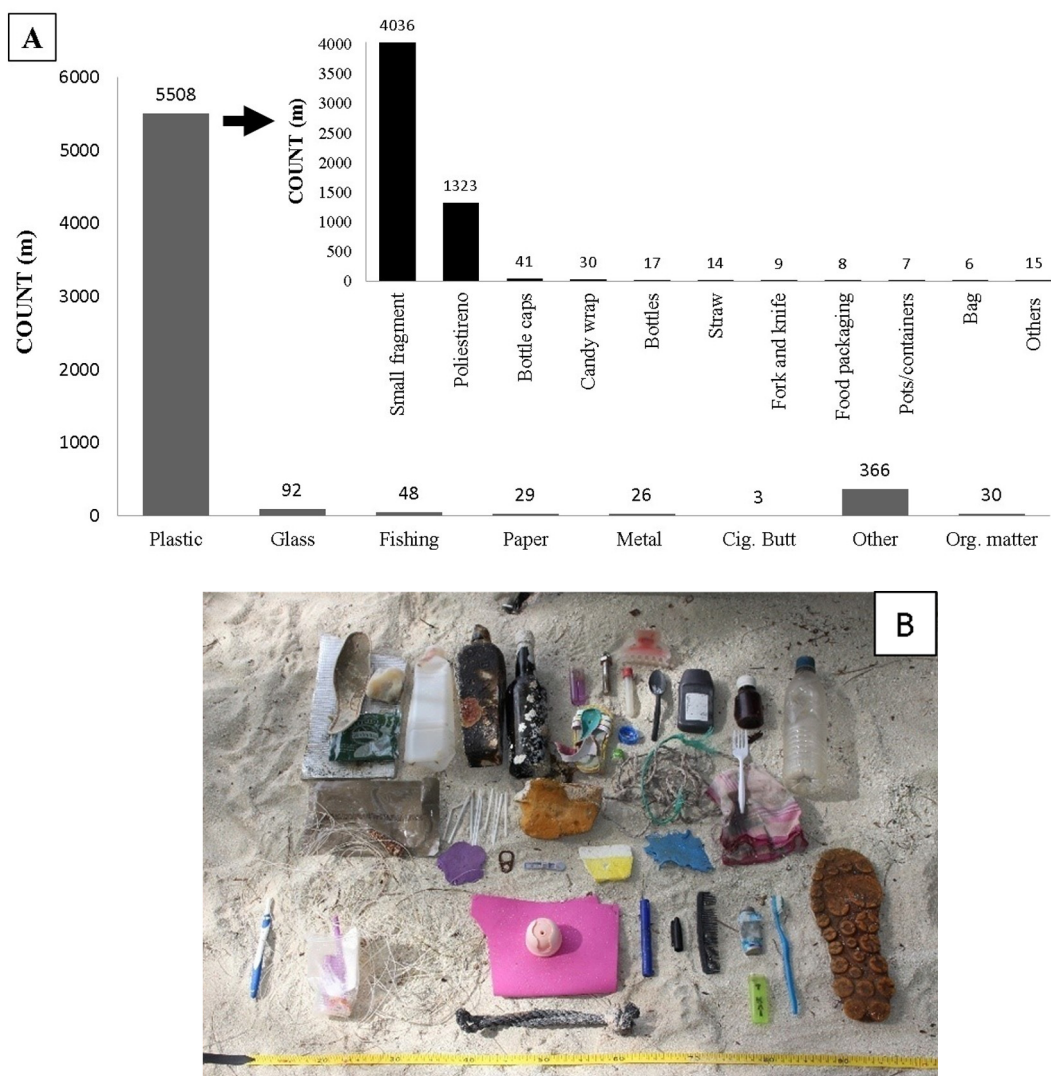 A
COUNT (m)
6000
5000
4000
3000
2000
1000
0
5508
92
48
29
26
3
366
30
Plastic
Glass
Fishing
Paper
Metal
Cig. Butt
Other
Org. matter
COUNT (m)
4000
3500
3000
2500
2000
1500
1000
500
0
4036
1323
41
30
17
14
9
8
7
6
15
Small fragment
Poliestireno
Bottle caps
Candy wrap
Bottles
Straw
Fork and knife
Food packaging
Pots/containers
Bag
Others
B